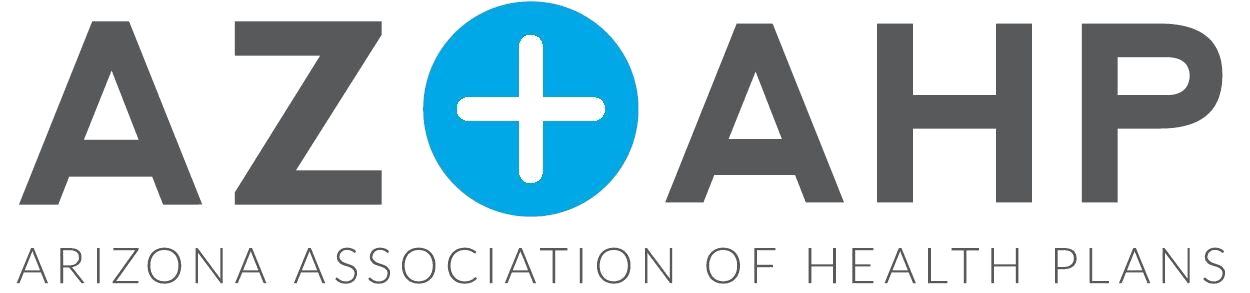 AZ+AHP
ARIZONA ASSOCIATION OF HEALTH PLANS